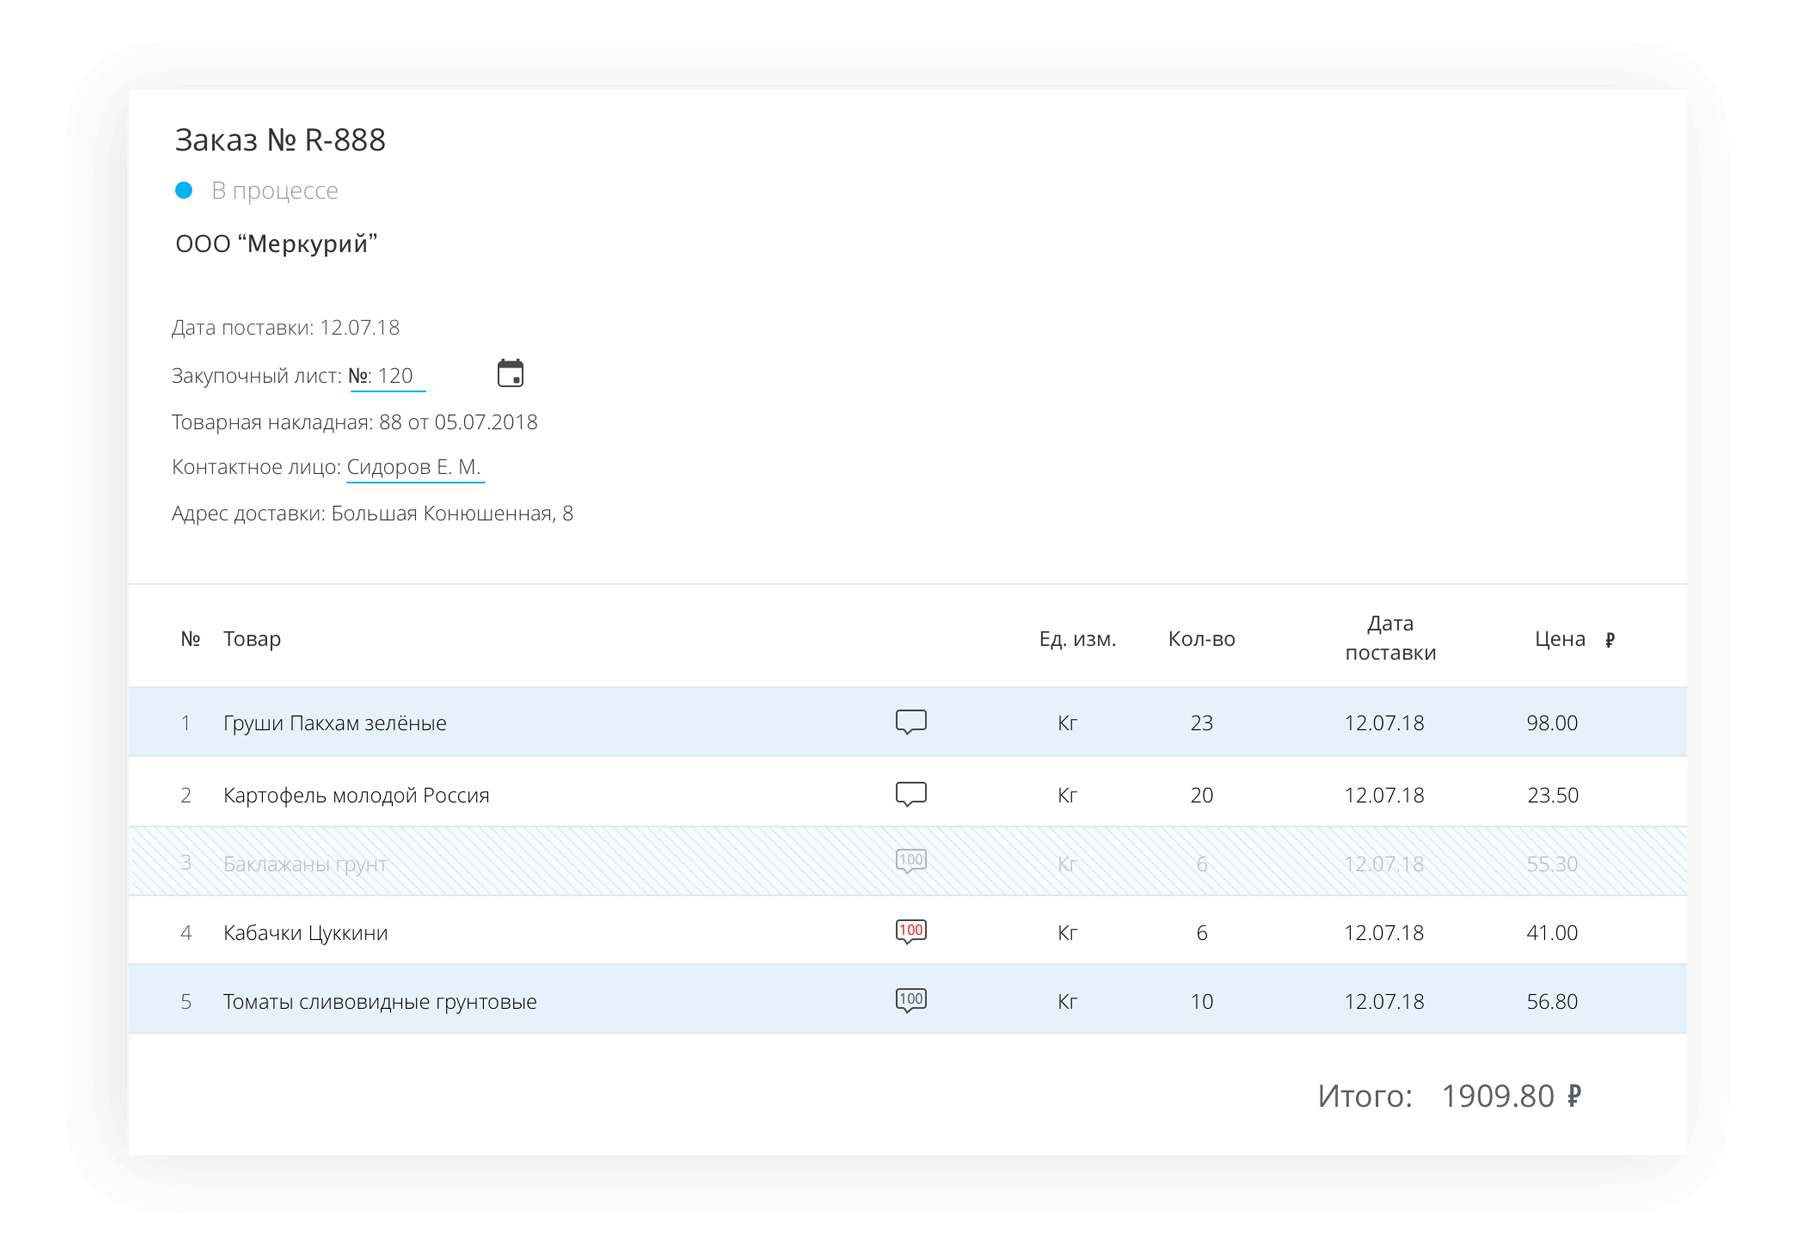 Заказ № R-888
В процессе
ООО “Меркурий”
Дата поставки: 12.07.18
Закупочный лист: №: 120
Товарная накладная: 88 от 05.07.2018
Контактное лицо: Сидоров Е. М.
Адрес доставки: Большая Конюшенная, 8
№ Товар Ед. изм. Кол-во Дата поставки Цена ₽
1 Груши Пакхам зелёные Кг 23 12.07.18 98.00
2 Картофель молодой Россия Кг 20 12.07.18 23.50
3 Баклажаны грунт 100 Кг 6 12.07.18 55.30
4 Кабачки Цуккини 100 Кг 6 12.07.18 41.00
5 Томаты сливовидные грунтовые 100 Кг 10 12.07.18 56.80
Итого: 1909.80 ₽